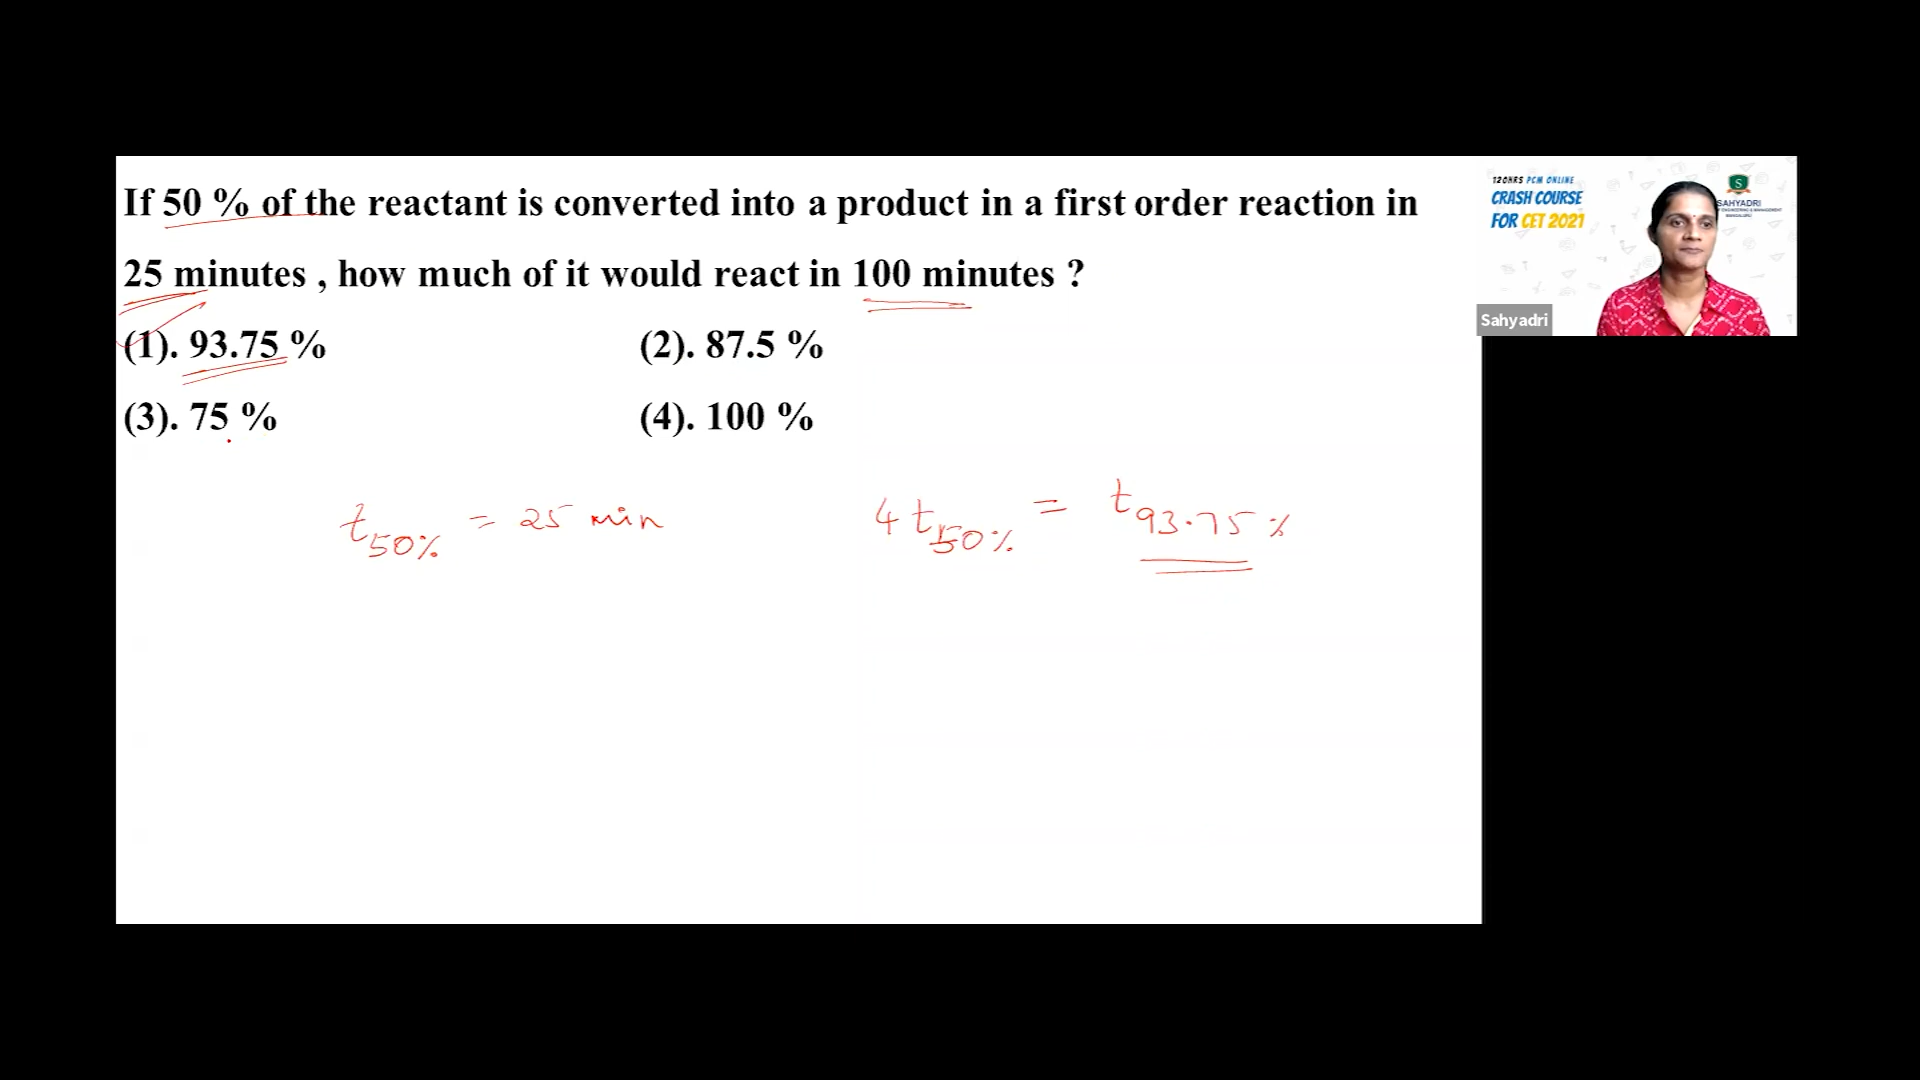 If 50 % of the reactant is converted into a product in a first order reaction in
25 minutes , how much of it would react in 100 minutes ?
(1). 93.75 % (2). 87.5 %
(3). 75 % (4). 100 %
t50% = 25 min 4 t50% = t93.75 %
120HRS PCM ONLINE
CRASH COURSE
FOR CET 2021
S
SAHYADRI
ENGINEERING & MANAGEMENT
Sahyadri